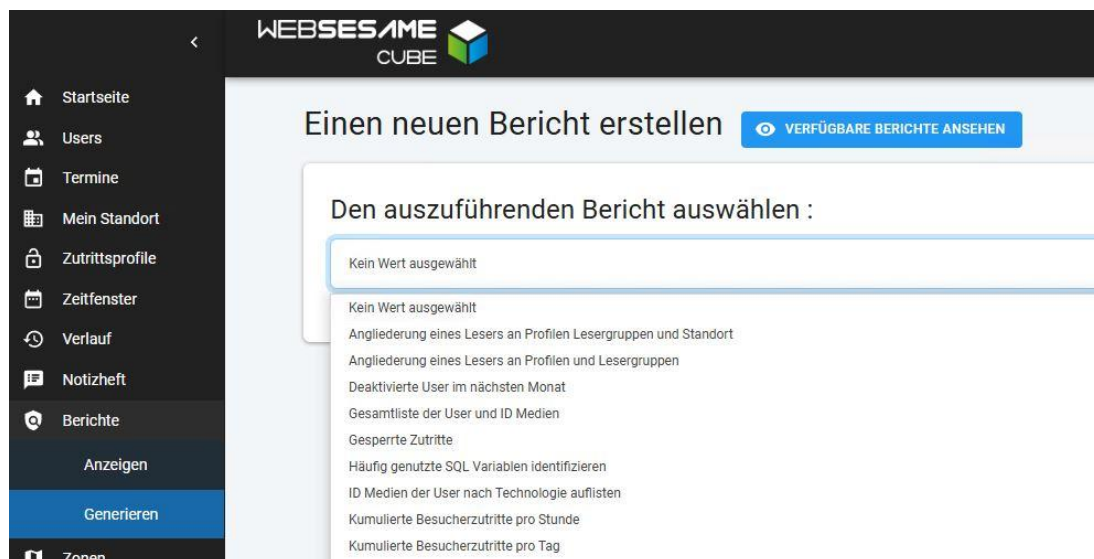 WEBSESAME
CUBE
Startseite
Users
Termine
Mein Standort
Zutrittsprofile
Zeitfenster
Verlauf
Notizheft
Berichte
Anzeigen
Generieren
Zonen
Einen neuen Bericht erstellen
VERFÜGBARE BERICHTE ANSEHEN
Den auszuführenden Bericht auswählen :
Kein Wert ausgewählt
Kein Wert ausgewählt
Angliederung eines Lesers an Profilen Lesergruppen und Standort
Angliederung eines Lesers an Profilen und Lesergruppen
Deaktivierte User im nächsten Monat
Gesamtliste der User und ID Medien
Gesperrte Zutritte
Häufig genutzte SQL Variablen identifizieren
ID Medien der User nach Technologie auflisten
Kumulierte Besucherzutritte pro Stunde
Kumulierte Besucherzutritte pro Tag